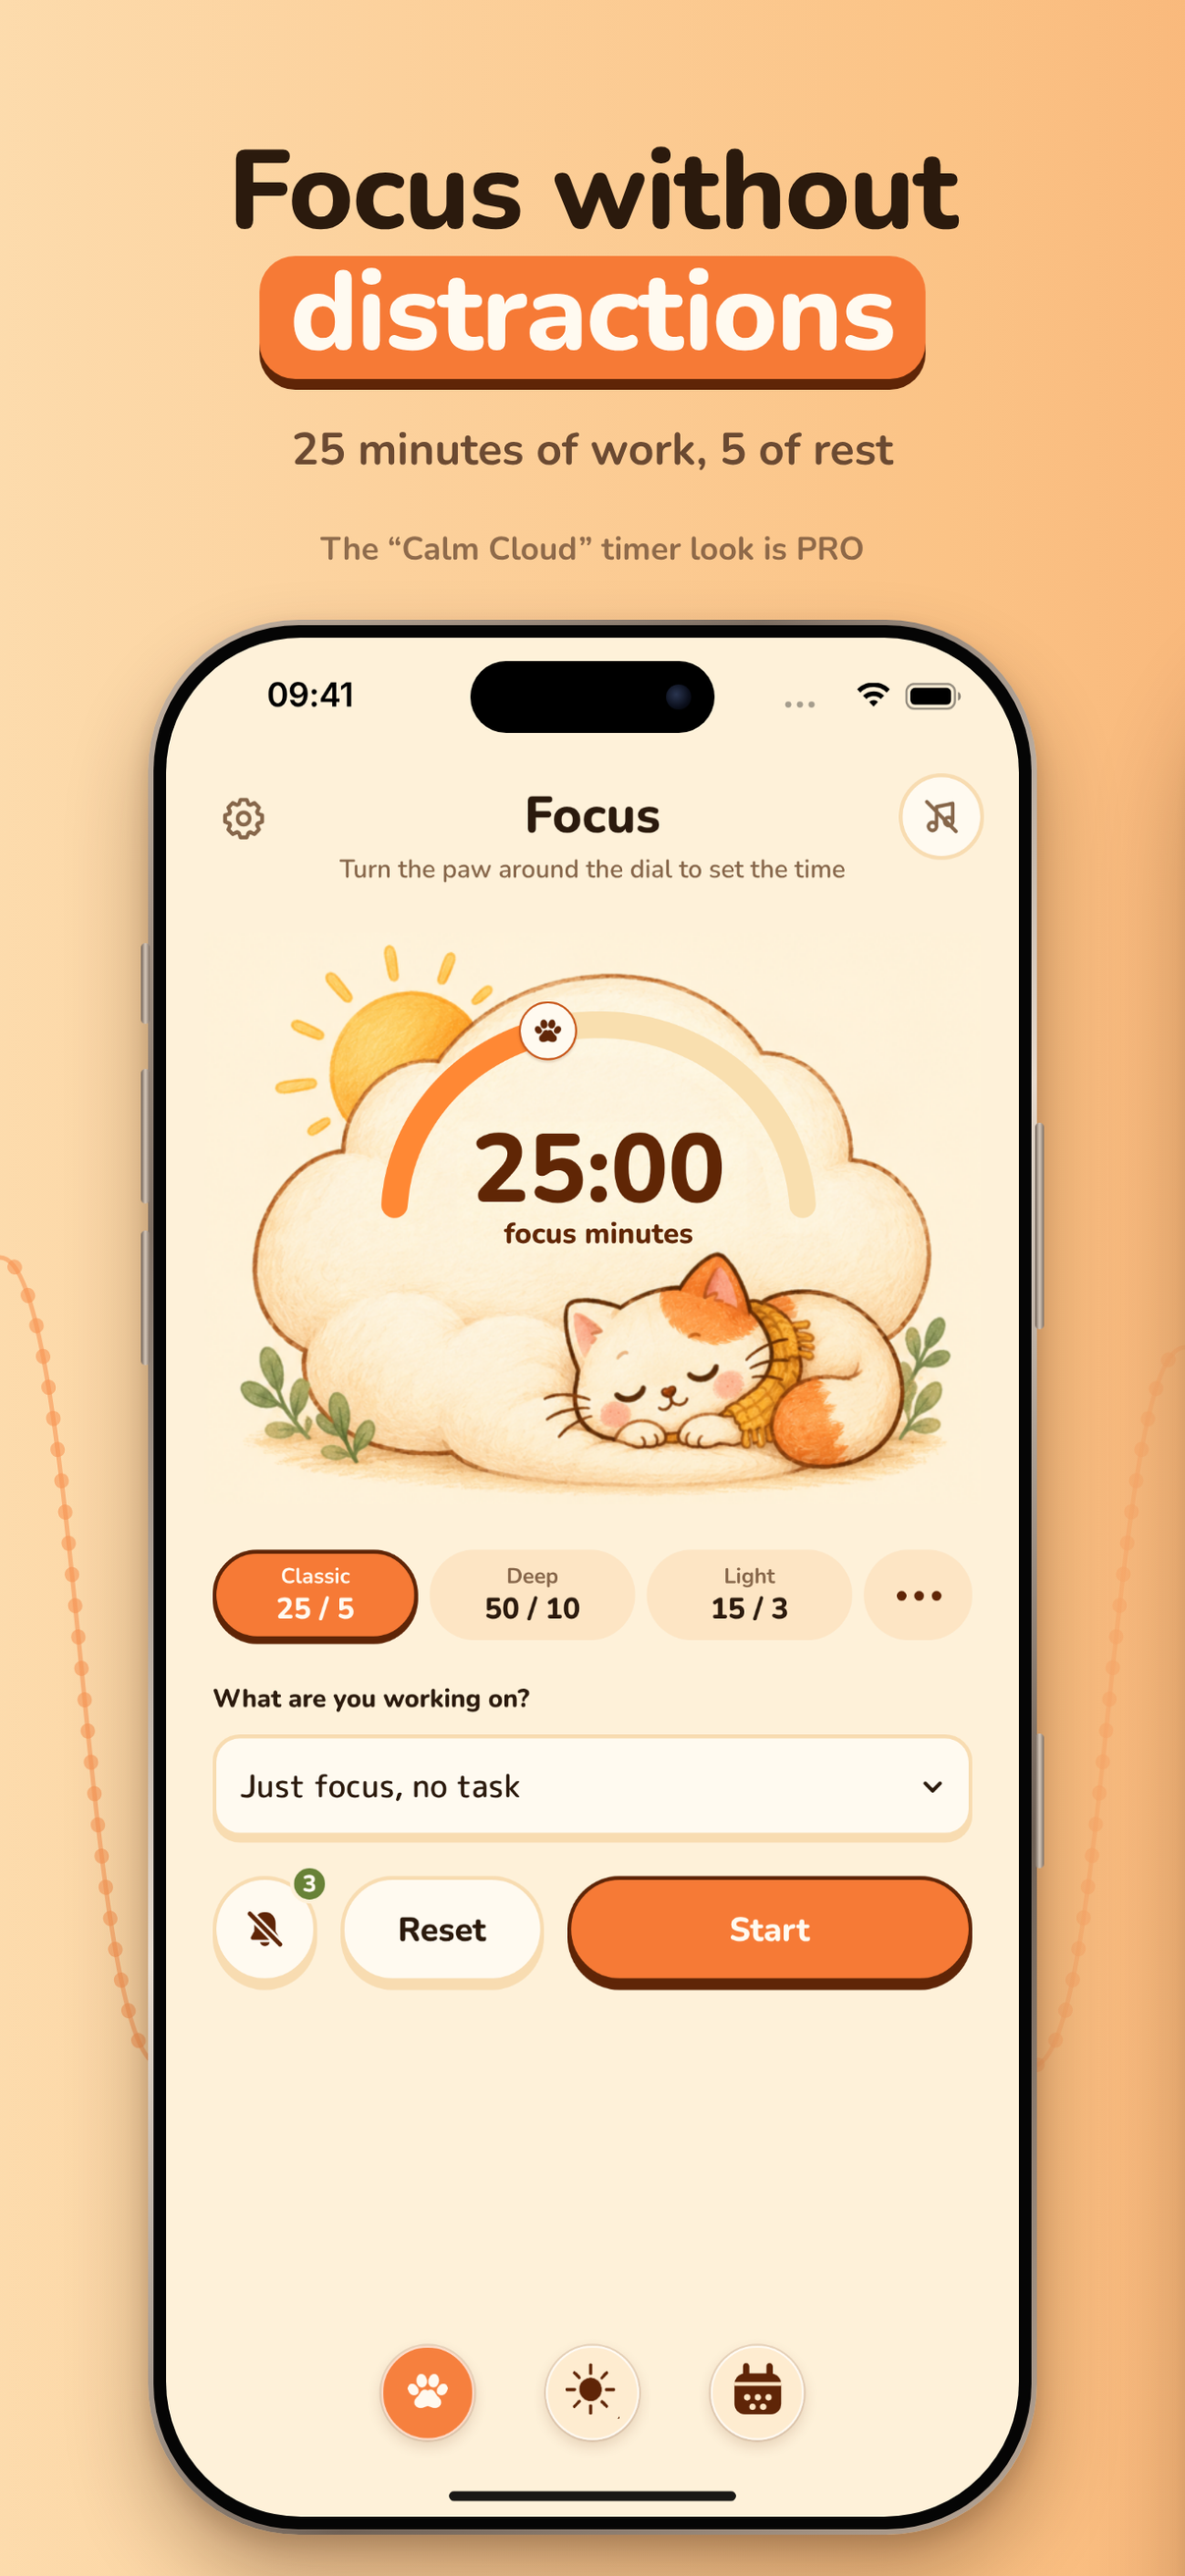 Focus without
distractions
25 minutes of work, 5 of rest
The “Calm Cloud” timer look is PRO
09:41
Focus
Turn the paw around the dial to set the time
25:00
focus minutes
Classic
25 / 5
Deep
50 / 10
Light
15 / 3
What are you working on?
Just focus, no task
3
Reset
Start